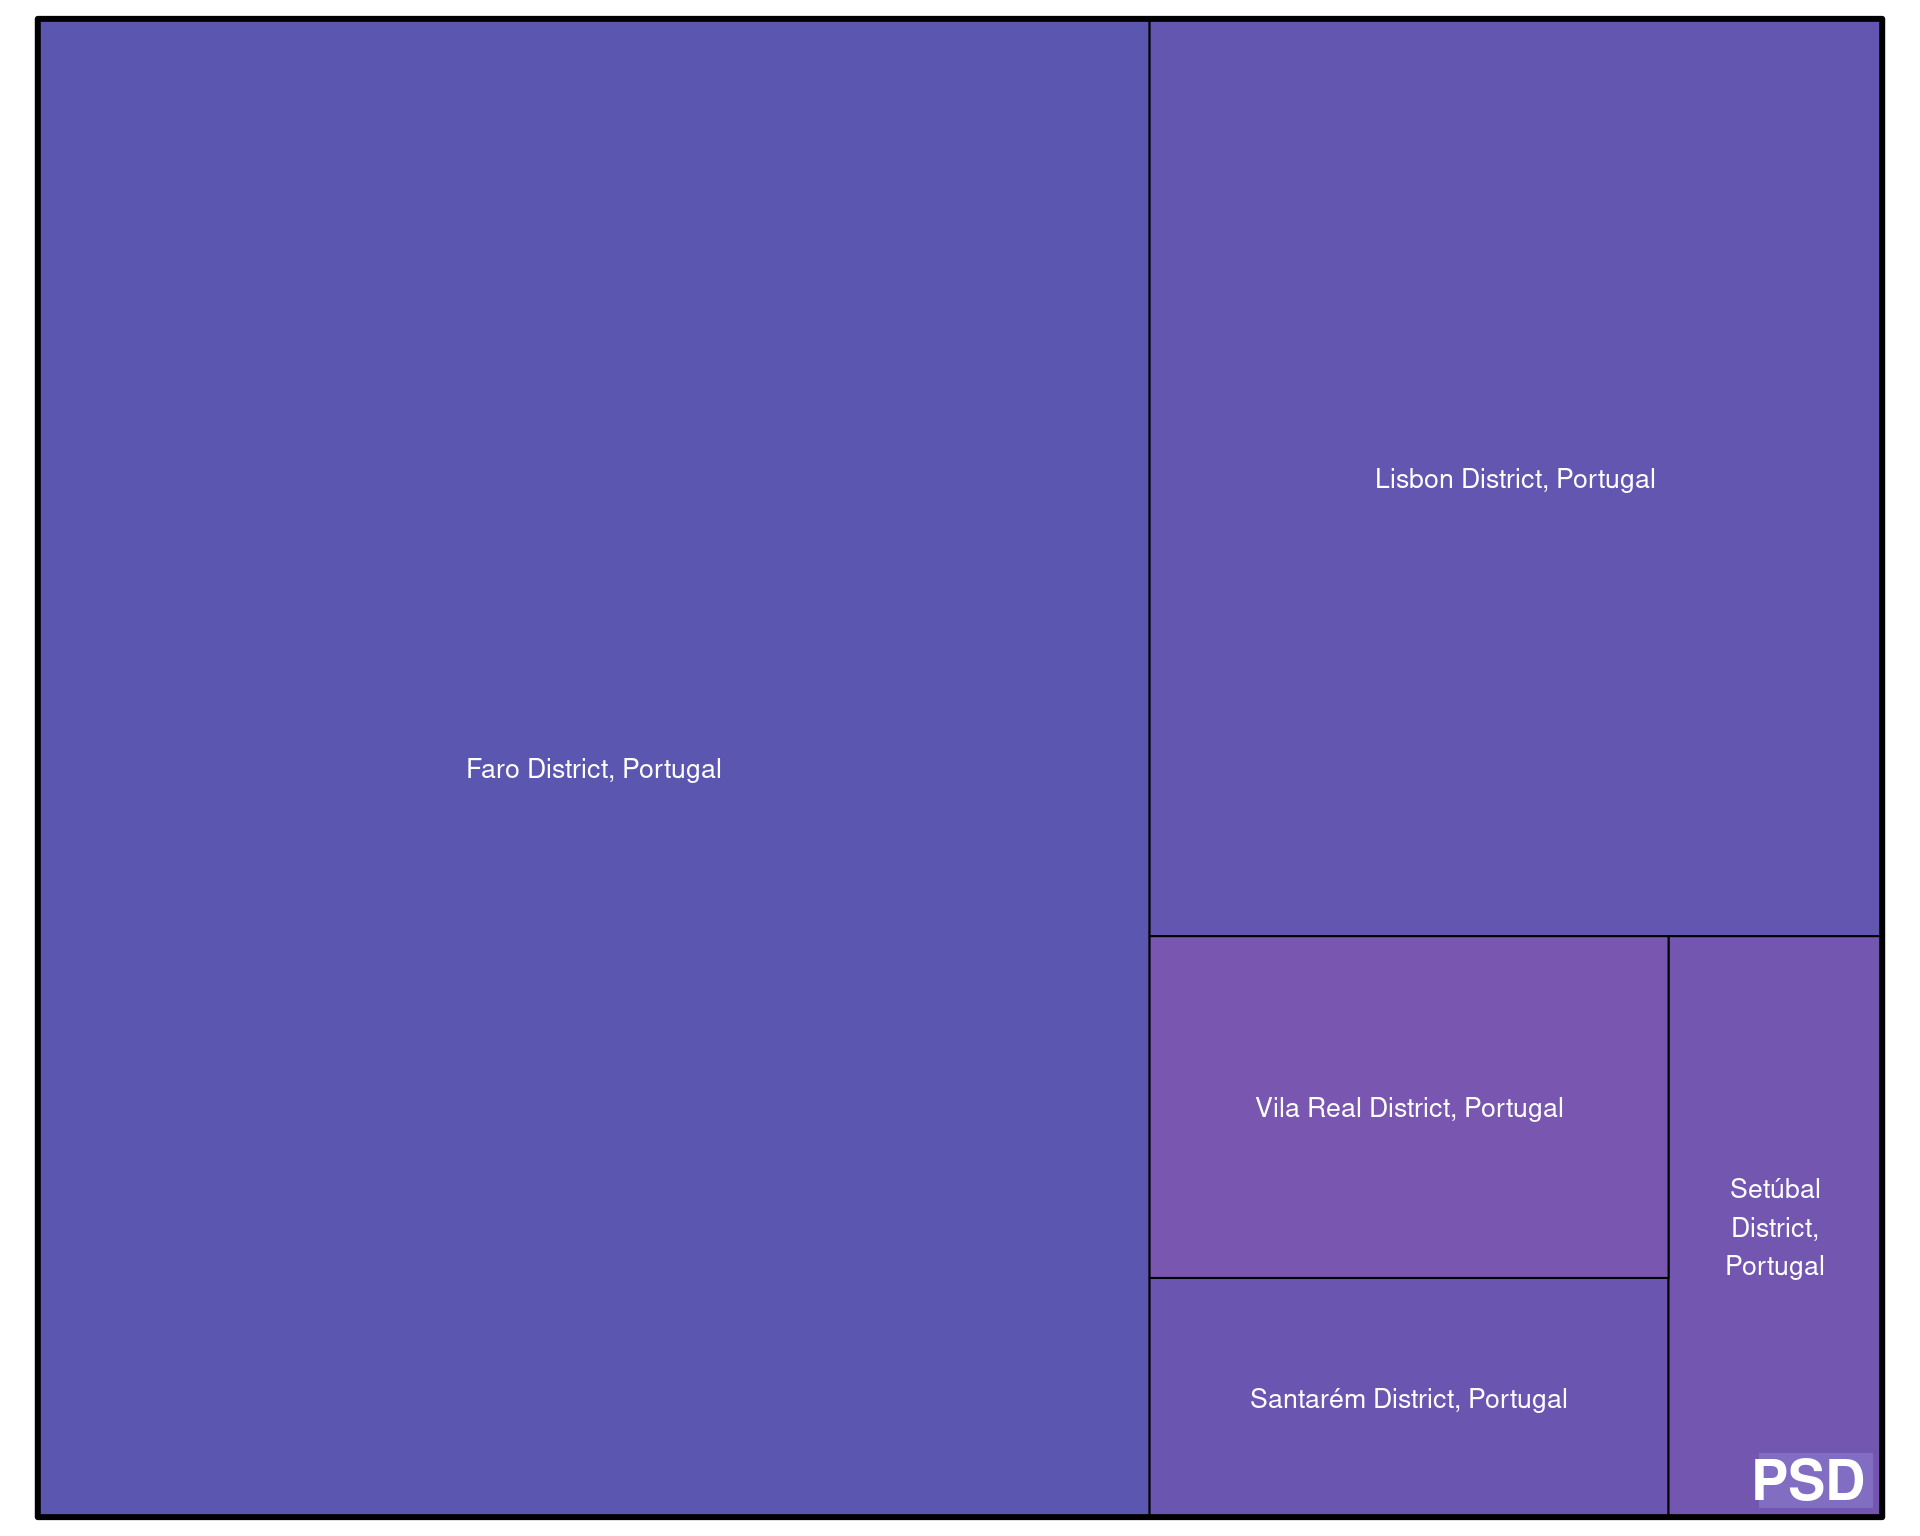 Faro District, Portugal
Lisbon District, Portugal
Vila Real District, Portugal
Setúbal
District,
Portugal
Santarém District, Portugal
PSD